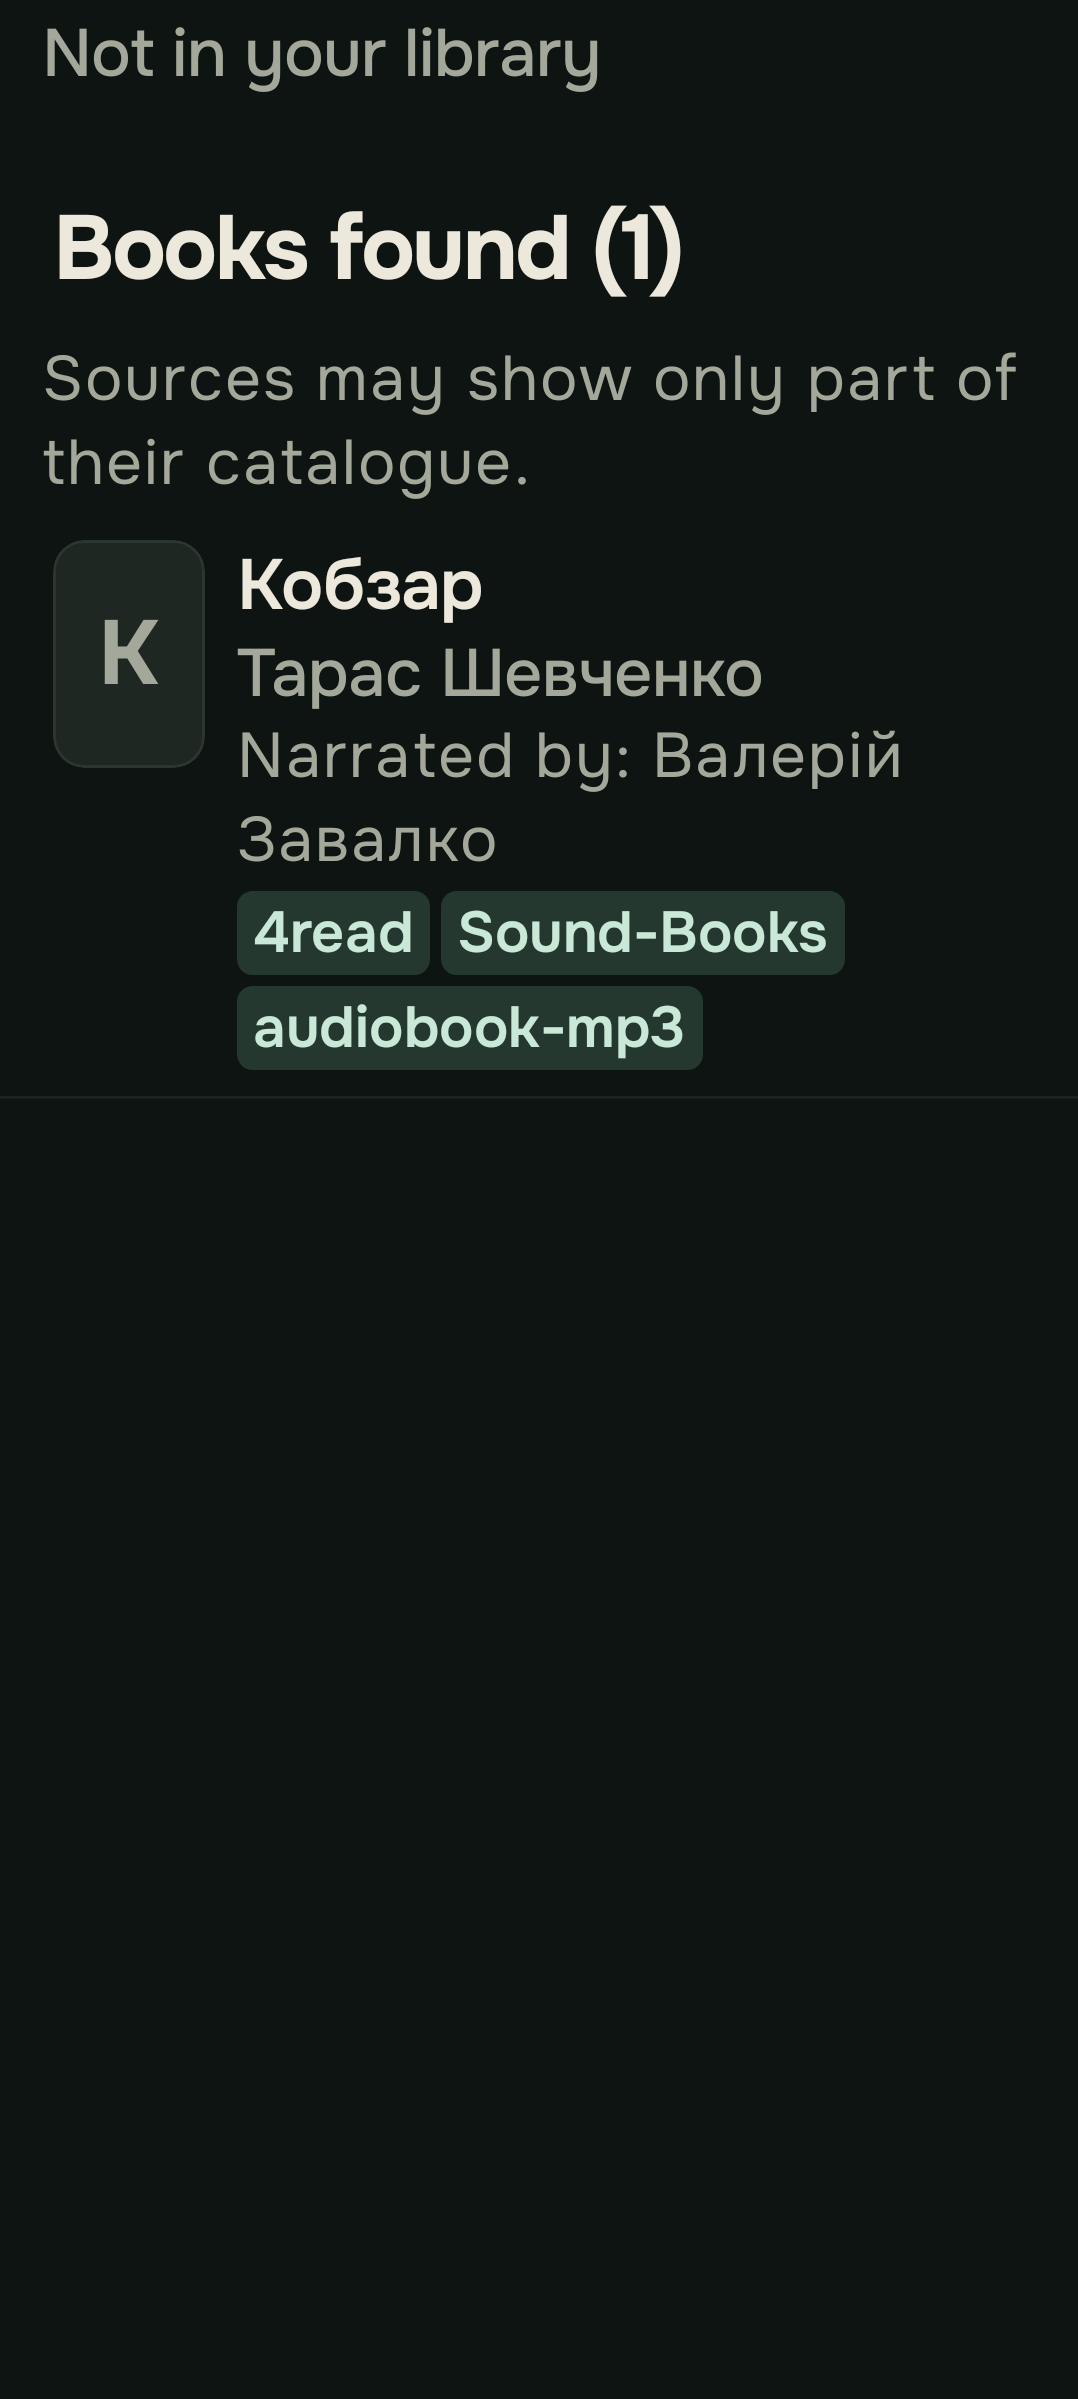 Not in your library
Books found (1)
Sources may show only part of
their catalogue.
К
Кобзар
Тарас Шевченко
Narrated by: Валерій
Завалко
4read Sound-Books
audiobook-mp3